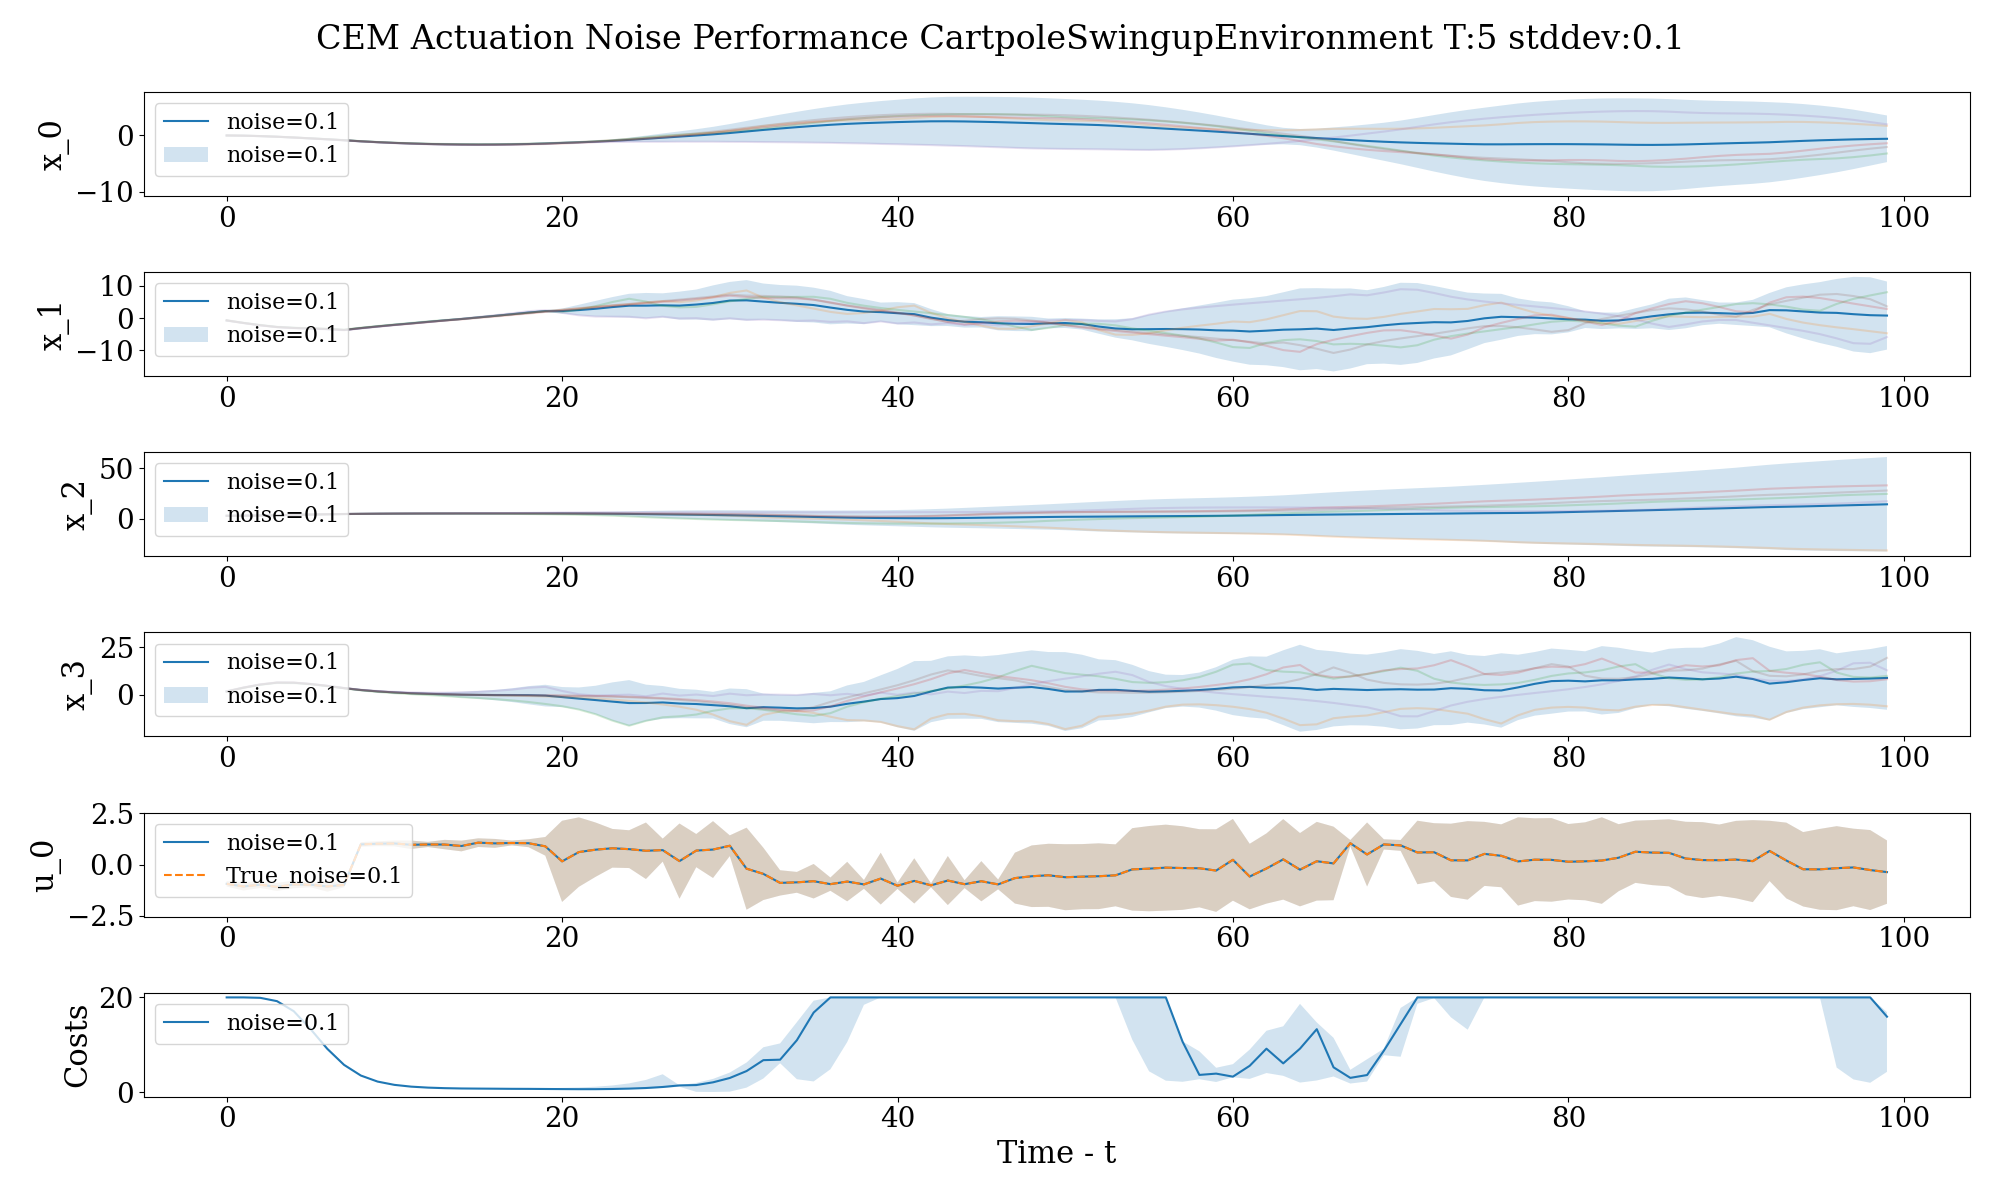 CEM Actuation Noise Performance CartpoleSwingupEnvironment T:5 stddev:0.1
x_0
0
−10
noise=0.1
noise=0.1
0 20 40 60 80 100
x_1
10
0
−10
noise=0.1
noise=0.1
0 20 40 60 80 100
x_2
50
0
noise=0.1
noise=0.1
0 20 40 60 80 100
x_3
25
0
noise=0.1
noise=0.1
0 20 40 60 80 100
u_0
2.5
0.0
−2.5
noise=0.1
True_noise=0.1
0 20 40 60 80 100
Costs
20
0
noise=0.1
0 20 40 60 80 100
Time - t